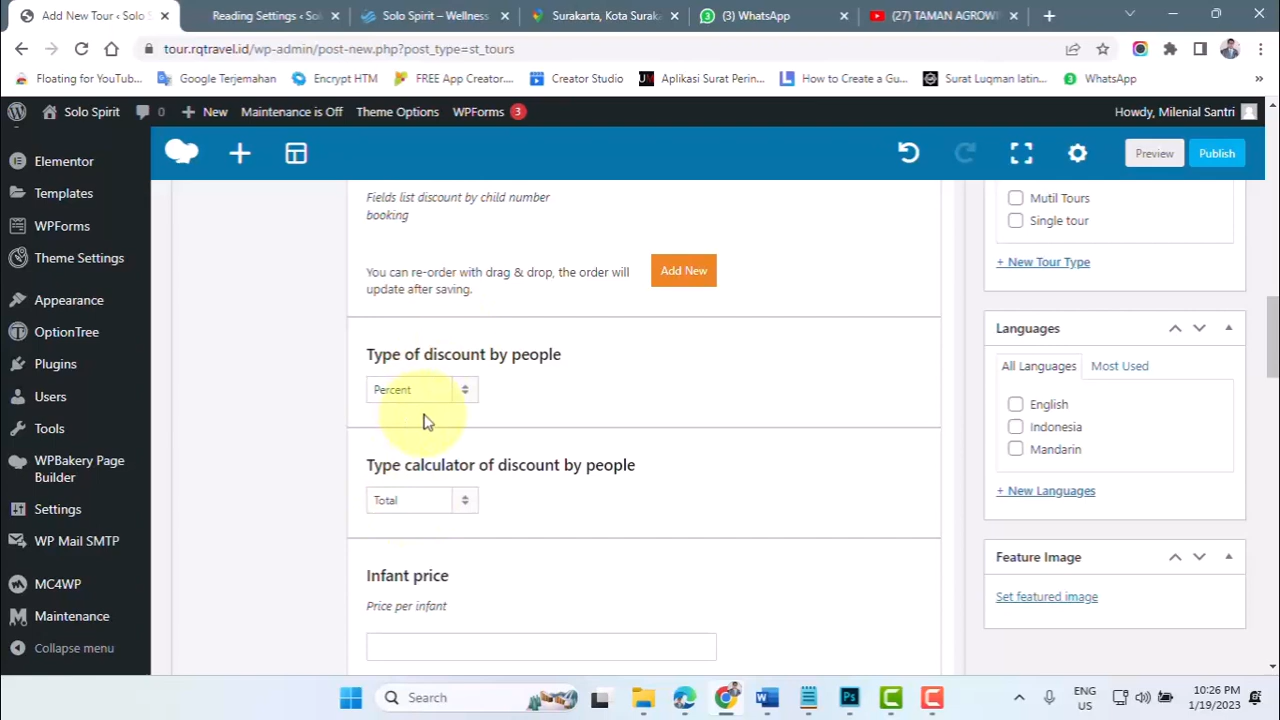 Add New Tour ‹ Solo S
Reading Settings ‹ Sol
Solo Spirit – Wellness
Surakarta, Kota Suraka
(3) WhatsApp
(27) TAMAN AGROWI
tour.rqtravel.id/wp-admin/post-new.php?post_type=st_tours
Floating for YouTub...
Google Terjemahan
Encrypt HTM
FREE App Creator....
Creator Studio
Aplikasi Surat Perin...
How to Create a Gu...
Surat Luqman latin...
WhatsApp
»
Solo Spirit
0
New
Maintenance is Off
Theme Options
WPForms
3
Howdy, Milenial Santri
Elementor
Templates
WPForms
Theme Settings
Appearance
OptionTree
Plugins
Users
Tools
WPBakery Page
Builder
Settings
WP Mail SMTP
MC4WP
Maintenance
Collapse menu
Preview
Publish
Fields list discount by child number
booking
You can re-order with drag & drop, the order will
update after saving.
Add New
Type of discount by people
Percent
Type calculator of discount by people
Total
Infant price
Price per infant
Mutil Tours
Single tour
+ New Tour Type
Languages
All Languages
Most Used
English
Indonesia
Mandarin
+ New Languages
Feature Image
Set featured image
Search
ENG
US
10:26 PM
1/19/2023